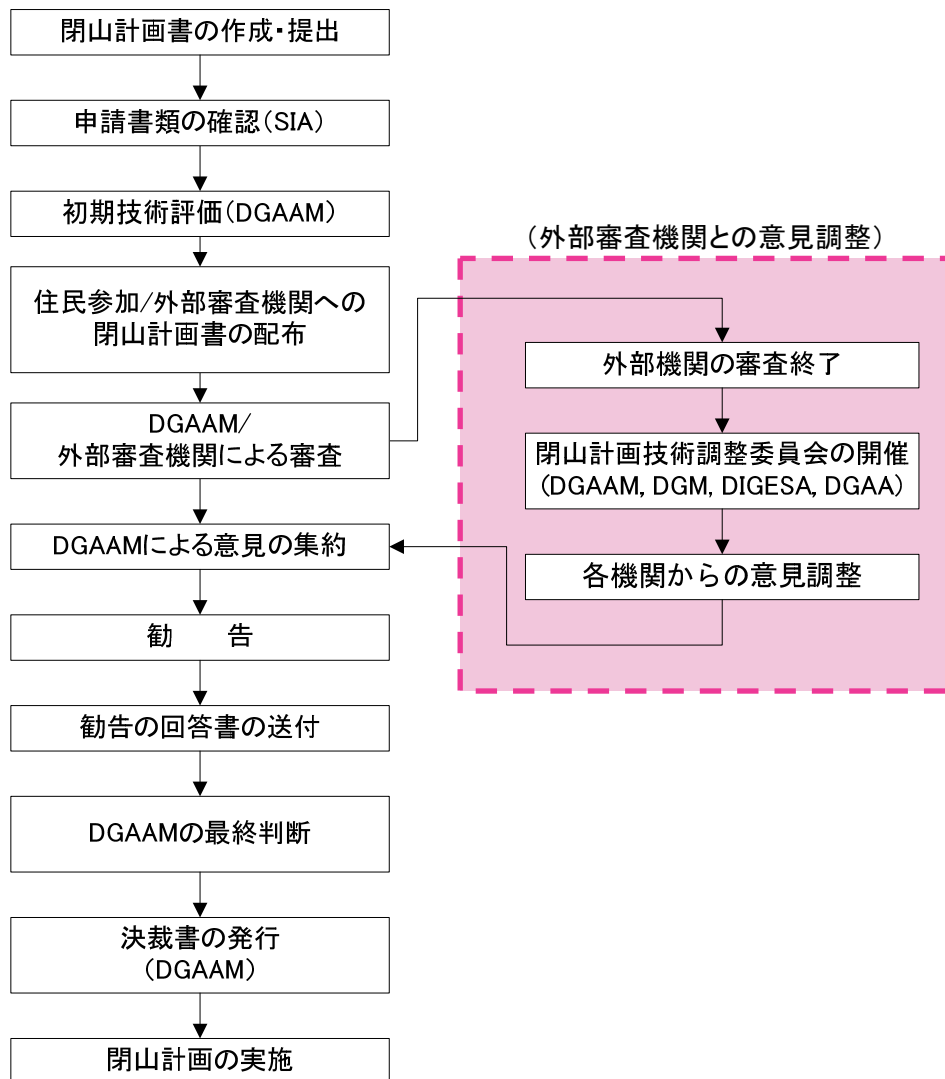 閉山計画書の作成・提出
申請書類の確認(SIA)
初期技術評価(DGAAM)
住民参加/外部審査機関への
閉山計画書の配布
DGAAM/
外部審査機関による審査
DGAAMによる意見の集約
勧　　告
勧告の回答書の送付
DGAAMの最終判断
決裁書の発行
(DGAAM)
閉山計画の実施
(外部審査機関との意見調整)
外部機関の審査終了
閉山計画技術調整委員会の開催
(DGAAM, DGM, DIGESA, DGAA)
各機関からの意見調整